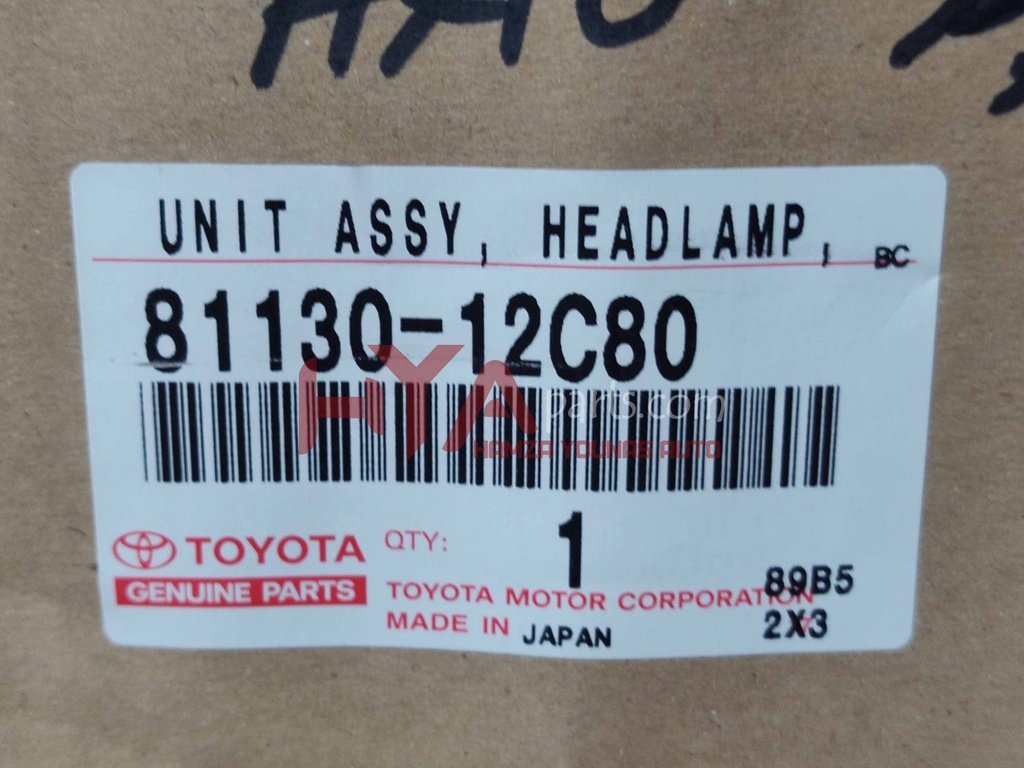 UNIT ASSY, HEADLAMP, BC
81130-12C80
HYA parts.com
HAMZA YOUNAS AUTO
TOYOTA QTY: 1
GENUINE PARTS
TOYOTA MOTOR CORPORATION 89B5
MADE IN JAPAN 2X3